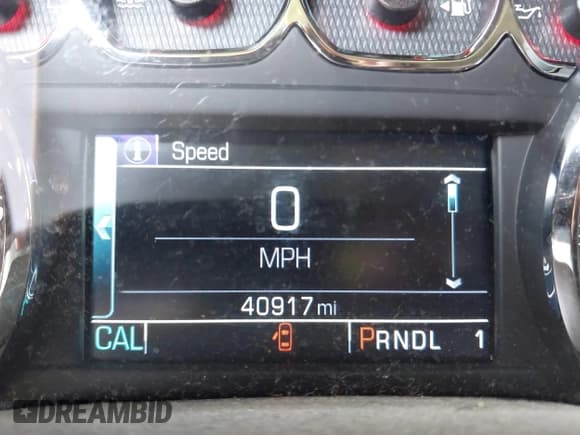 Speed
0
MPH
40917 mi
CAL
PRNDL 1
DREAMBID